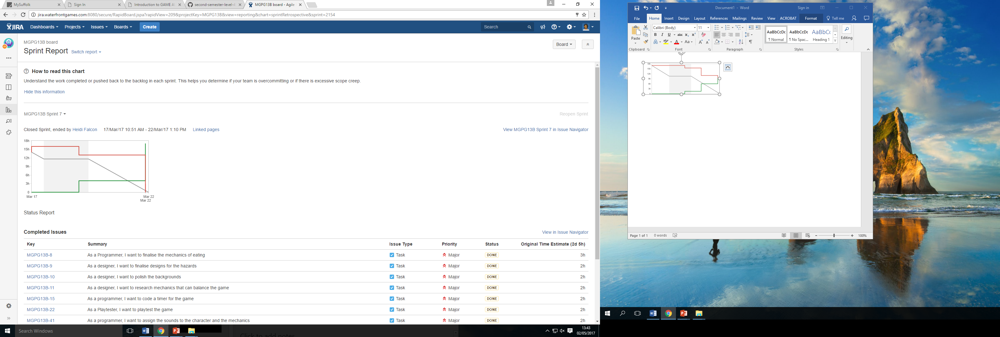 MySuffolk
Sign In
Introduction to GAME AI
second-semester-level-4
MGPG13B board - Agile
jira.waterfrontgames.com:8080/secure/RapidBoard.jspa?rapidView=209&projectKey=MGPG13B&view=reporting&chart=sprintRetrospective&sprint=2154
JIRA Dashboards Projects Issues Boards Create Search
MGPG13B board
Sprint Report Switch report
Board
How to read this chart
Understand the work completed or pushed back to the backlog in each sprint. This helps you determine if your team is overcommitting or if there is excessive scope creep.
Hide this information
MGPG13B Sprint 7 Reopen Sprint
Closed Sprint, ended by Heidi Falcon 17/Mar/17 10:51 AM - 22/Mar/17 1:10 PM Linked pages View MGPG13B Sprint 7 in Issue Navigator
18h
15h
12h
9h
6h
3h
0
Mar 17 Mar 22
Mar 22
Status Report
Completed Issues View in Issue Navigator
Key Summary Issue Type Priority Status Original Time Estimate (2d 5h)
MGPG13B-8 As a Programmer, I want to finalise the mechanics of eating Task Major DONE 3h
MGPG13B-9 As a designer, I want to finalise designs for the hazards Task Major DONE 2h
MGPG13B-10 As a designer, I want to polish the backgrounds Task Major DONE 2h
MGPG13B-11 As a designer, I want to research mechanics that can balance the game Task Major DONE 2h
MGPG13B-15 As a programmer, I want to code a timer for the game Task Major DONE 2h
MGPG13B-22 As a Playtester, I want to playtest the game Task Major DONE 2h
MGPG13B-41 As a programmer, I want to assign the sounds to the character and the mechanics Task Major DONE 2h
Search Windows
Click to add notes
13:43
02/05/2017
Document1 - Word Sign in
File Home Insert Design Layout References Mailings Review View ACROBAT Format Tell me
Calibri (Body) 11
Paste
B I U abc x₂ x²
A aby A Aa A A
AaBbCcDc AaBbCcDc AaBbCc
¶ Normal ¶ No Spac... Heading 1
Editing
Clipboard Font Paragraph Styles
18h
15h
12h
9h
6h
3h
0
Page 1 of 1 0 words 100%